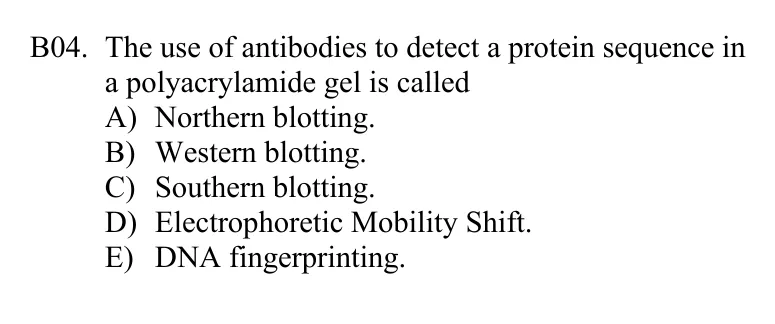 B04. The use of antibodies to detect a protein sequence in
a polyacrylamide gel is called
A) Northern blotting.
B) Western blotting.
C) Southern blotting.
D) Electrophoretic Mobility Shift.
E) DNA fingerprinting.